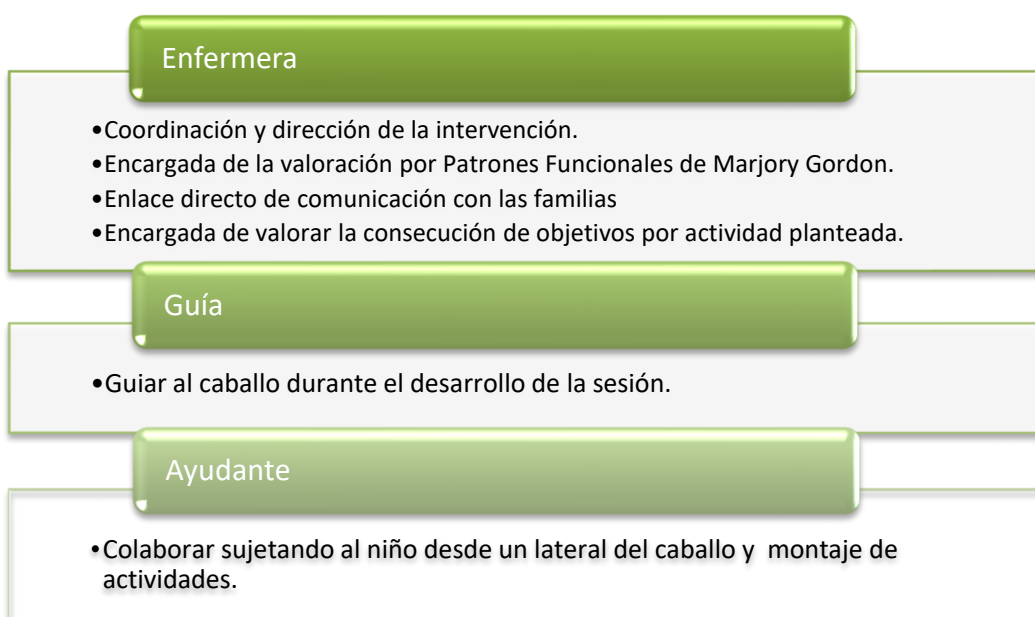 Enfermera
•Coordinación y dirección de la intervención.
•Encargada de la valoración por Patrones Funcionales de Marjory Gordon.
•Enlace directo de comunicación con las familias
•Encargada de valorar la consecución de objetivos por actividad planteada.
Guía
•Guiar al caballo durante el desarrollo de la sesión.
Ayudante
•Colaborar sujetando al niño desde un lateral del caballo y  montaje de
actividades.